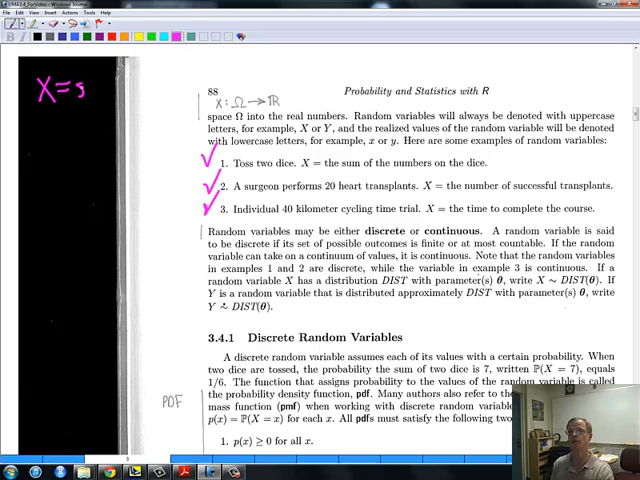 UMA3.4_ForVideo - Windows Journal
File Edit View Insert Actions Tools Help
X = s
88 Probability and Statistics with R
X : Ω → ℝ
space Ω into the real numbers. Random variables will always be denoted with uppercase
letters, for example, X or Y, and the realized values of the random variable will be denoted
with lowercase letters, for example, x or y. Here are some examples of random variables:
1. Toss two dice. X = the sum of the numbers on the dice.
2. A surgeon performs 20 heart transplants. X = the number of successful transplants.
3. Individual 40 kilometer cycling time trial. X = the time to complete the course.
Random variables may be either discrete or continuous. A random variable is said
to be discrete if its set of possible outcomes is finite or at most countable. If the random
variable can take on a continuum of values, it is continuous. Note that the random variables
in examples 1 and 2 are discrete, while the variable in example 3 is continuous. If a
random variable X has a distribution DIST with parameter(s) θ, write X ∼ DIST(θ). If
Y is a random variable that is distributed approximately DIST with parameter(s) θ, write
Y ∼̇ DIST(θ).
3.4.1 Discrete Random Variables
A discrete random variable assumes each of its values with a certain probability. When
two dice are tossed, the probability the sum of two dice is 7, written ℙ(X = 7), equals
1/6. The function that assigns probability to the values of the random variable is called
the probability density function, pdf. Many authors also refer to the
PDF
mass function (pmf) when working with discrete random
p(x) = ℙ(X = x) for each x. All pdfs must satisfy the following two
1. p(x) ≥ 0 for all x.
3